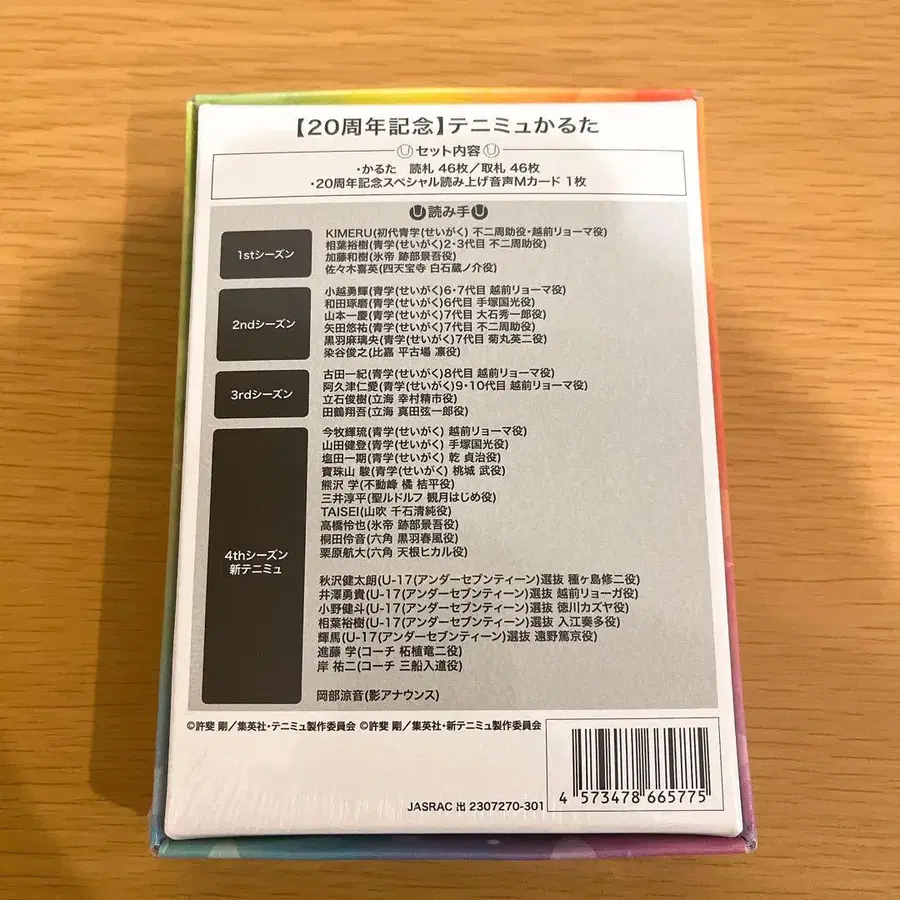 【20周年記念】テニミュかるた
セット内容
・かるた 読札 46枚／取札 46枚
・20周年記念スペシャル読み上げ音声Mカード 1枚
読み手
1stシーズン
KIMERU(初代青学(せいがく) 不二周助役・越前リョーマ役)
相葉裕樹(青学(せいがく)2・3代目 不二周助役)
加藤和樹(氷帝 跡部景吾役)
佐々木喜英(四天宝寺 白石蔵ノ介役)
2ndシーズン
小越勇輝(青学(せいがく)6・7代目 越前リョーマ役)
和田琢磨(青学(せいがく)6代目 手塚国光役)
山本一慶(青学(せいがく)7代目 大石秀一郎役)
矢田悠祐(青学(せいがく)7代目 不二周助役)
黒羽麻璃央(青学(せいがく)7代目 菊丸英二役)
染谷俊之(比嘉 平古場 凛役)
3rdシーズン
古田一紀(青学(せいがく)8代目 越前リョーマ役)
阿久津仁愛(青学(せいがく)9・10代目 越前リョーマ役)
立石俊樹(立海 幸村精市役)
田鶴翔吾(立海 真田弦一郎役)
4thシーズン
新テニミュ
今牧輝琉(青学(せいがく) 越前リョーマ役)
山田健登(青学(せいがく) 手塚国光役)
塩田一期(青学(せいがく) 乾 貞治役)
寶珠山 駿(青学(せいがく) 桃城 武役)
熊沢 学(不動峰 橘 桔平役)
三井淳平(聖ルドルフ 観月はじめ役)
TAISEI(山吹 千石清純役)
高橋怜也(氷帝 跡部景吾役)
桐田伶音(六角 黒羽春風役)
栗原航大(六角 天根ヒカル役)
秋沢健太朗(U-17(アンダーセブンティーン)選抜 種ヶ島修二役)
井澤勇貴(U-17(アンダーセブンティーン)選抜 越前リョーガ役)
小野健斗(U-17(アンダーセブンティーン)選抜 徳川カズヤ役)
相葉裕樹(U-17(アンダーセブンティーン)選抜 入江奏多役)
輝馬(U-17(アンダーセブンティーン)選抜 遠野篤京役)
進藤 学(コーチ 柘植竜二役)
岸 祐二(コーチ 三船入道役)
岡部涼音(影アナウンス)
©許斐 剛／集英社・テニミュ製作委員会 ©許斐 剛／集英社・新テニミュ製作委員会
JASRAC 出 2307270-301
4 573478 665775